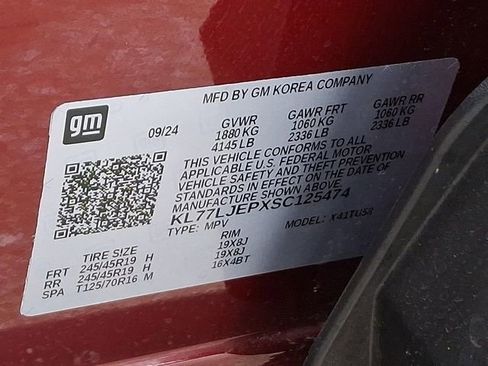 gm
MFD BY GM KOREA COMPANY
09/24
GVWR GAWR FRT GAWR RR
1880 KG 1060 KG 1060 KG
4145 LB 2336 LB 2336 LB
THIS VEHICLE CONFORMS TO ALL
APPLICABLE U.S. FEDERAL MOTOR
VEHICLE SAFETY AND THEFT PREVENTION
STANDARDS IN EFFECT ON THE DATE OF
MANUFACTURE SHOWN ABOVE.
KL77LJEPXSC125474
TYPE: MPV MODEL: X41TU58
TIRE SIZE RIM
FRT 245/45R19 H 19X8J
RR 245/45R19 H 19X8J
SPA T125/70R16 M 16X4BT